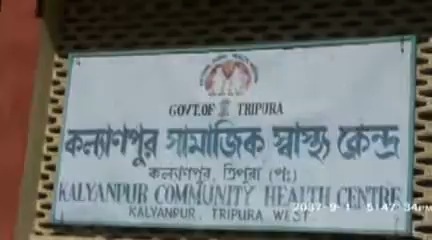 GOVT. OF TRIPURA
কল্যাণপুর সামাজিক স্বাস্থ্য কেন্দ্র
কল্যাণপুর, ত্রিপুরা (পঃ)
KALYANPUR COMMUNITY HEALTH CENTRE
KALYANPUR, TRIPURA WEST